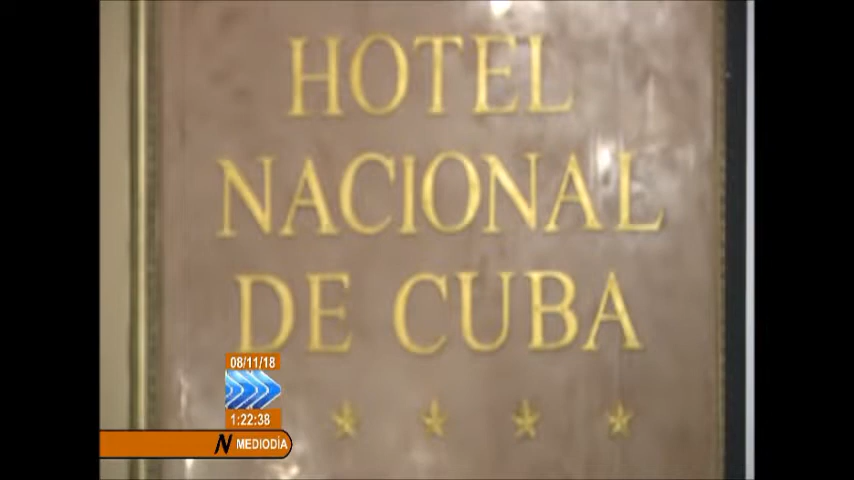 HOTEL
NACIONAL
DE CUBA
08/11/18
1:22:38
N MEDIODÍA